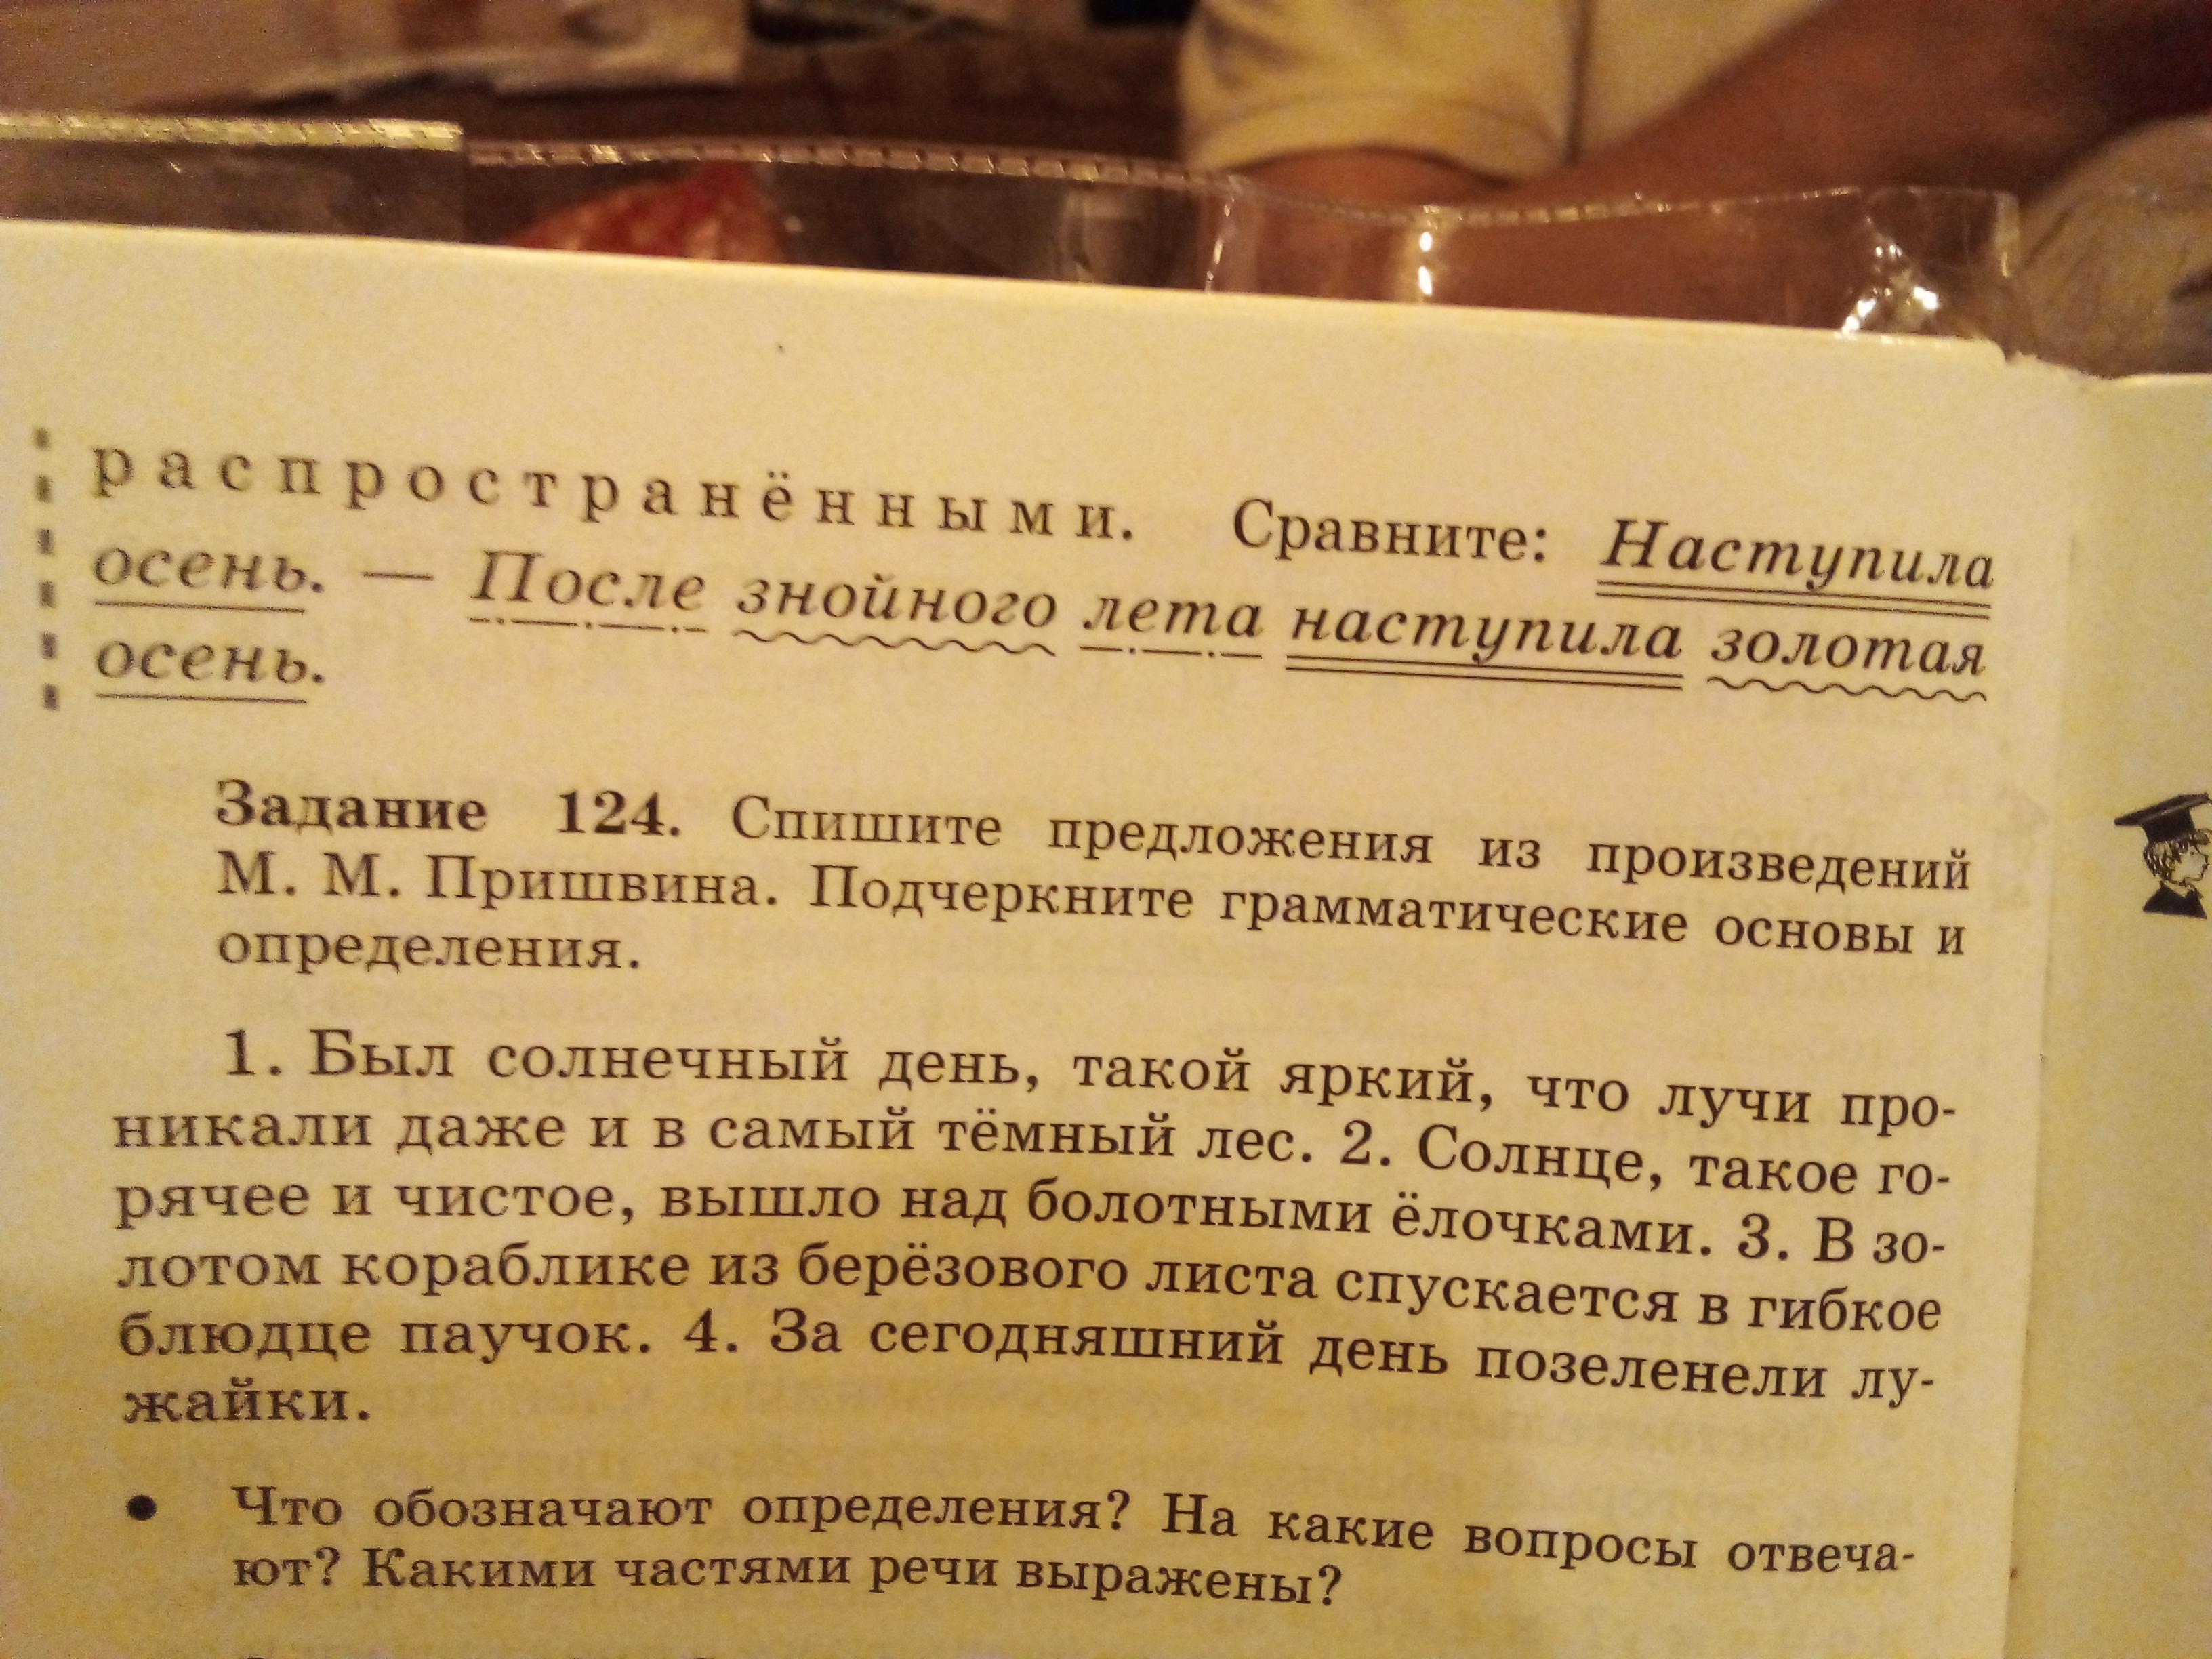 распространёнными. Сравните: Наступила
осень. — После знойного лета наступила золотая
осень.
Задание 124. Спишите предложения из произведений
М. М. Пришвина. Подчеркните грамматические основы и
определения.
1. Был солнечный день, такой яркий, что лучи про-
никали даже и в самый тёмный лес. 2. Солнце, такое го-
рячее и чистое, вышло над болотными ёлочками. 3. В зо-
лотом кораблике из берёзового листа спускается в гибкое
блюдце паучок. 4. За сегодняшний день позеленели лу-
жайки.
• Что обозначают определения? На какие вопросы отвеча-
ют? Какими частями речи выражены?